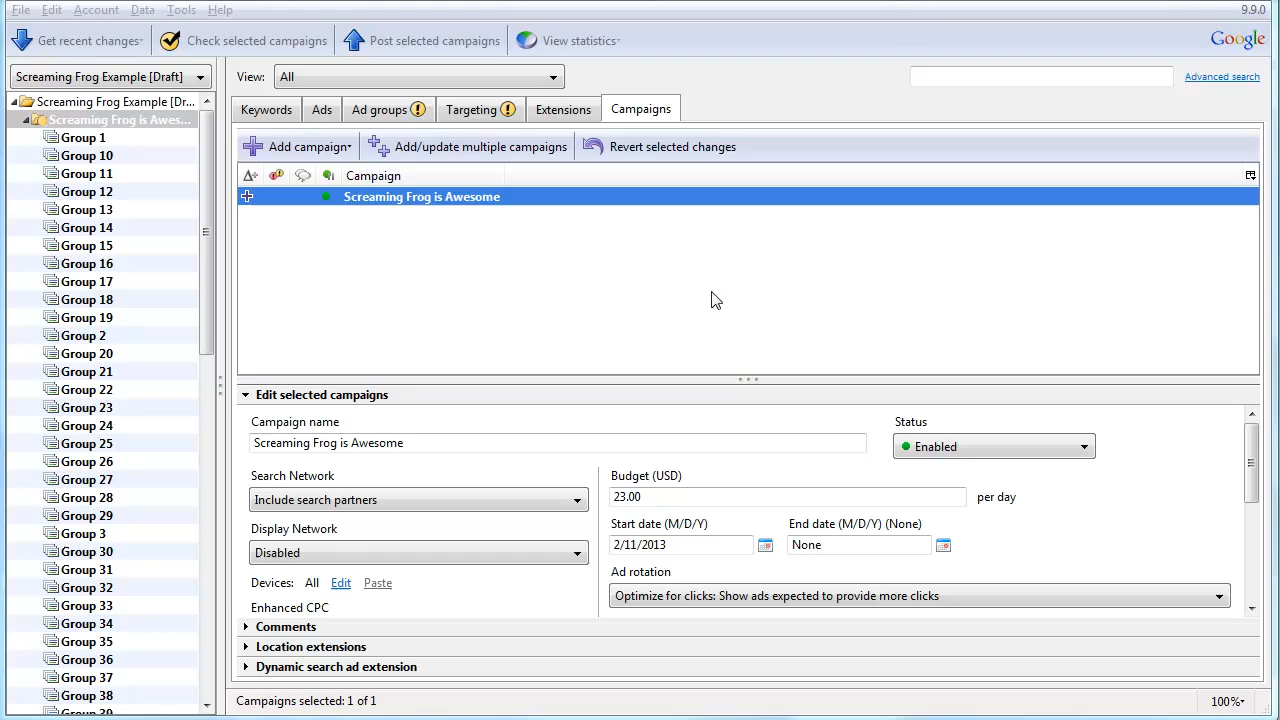 File Edit Account Data Tools Help 9.9.0
Get recent changes Check selected campaigns Post selected campaigns View statistics Google
Screaming Frog Example [Draft] View: All Advanced search
Screaming Frog Example [Dr...
Screaming Frog is Awes...
Group 1
Group 10
Group 11
Group 12
Group 13
Group 14
Group 15
Group 16
Group 17
Group 18
Group 19
Group 2
Group 20
Group 21
Group 22
Group 23
Group 24
Group 25
Group 26
Group 27
Group 28
Group 29
Group 3
Group 30
Group 31
Group 32
Group 33
Group 34
Group 35
Group 36
Group 37
Group 38
Group 39
Keywords Ads Ad groups Targeting Extensions Campaigns
Add campaign Add/update multiple campaigns Revert selected changes
Campaign
Screaming Frog is Awesome
Edit selected campaigns
Campaign name Status
Screaming Frog is Awesome Enabled
Search Network Budget (USD)
Include search partners 23.00 per day
Display Network Start date (M/D/Y) End date (M/D/Y) (None)
Disabled 2/11/2013 None
Devices: All Edit Paste Ad rotation
Enhanced CPC Optimize for clicks: Show ads expected to provide more clicks
Comments
Location extensions
Dynamic search ad extension
Campaigns selected: 1 of 1 100%